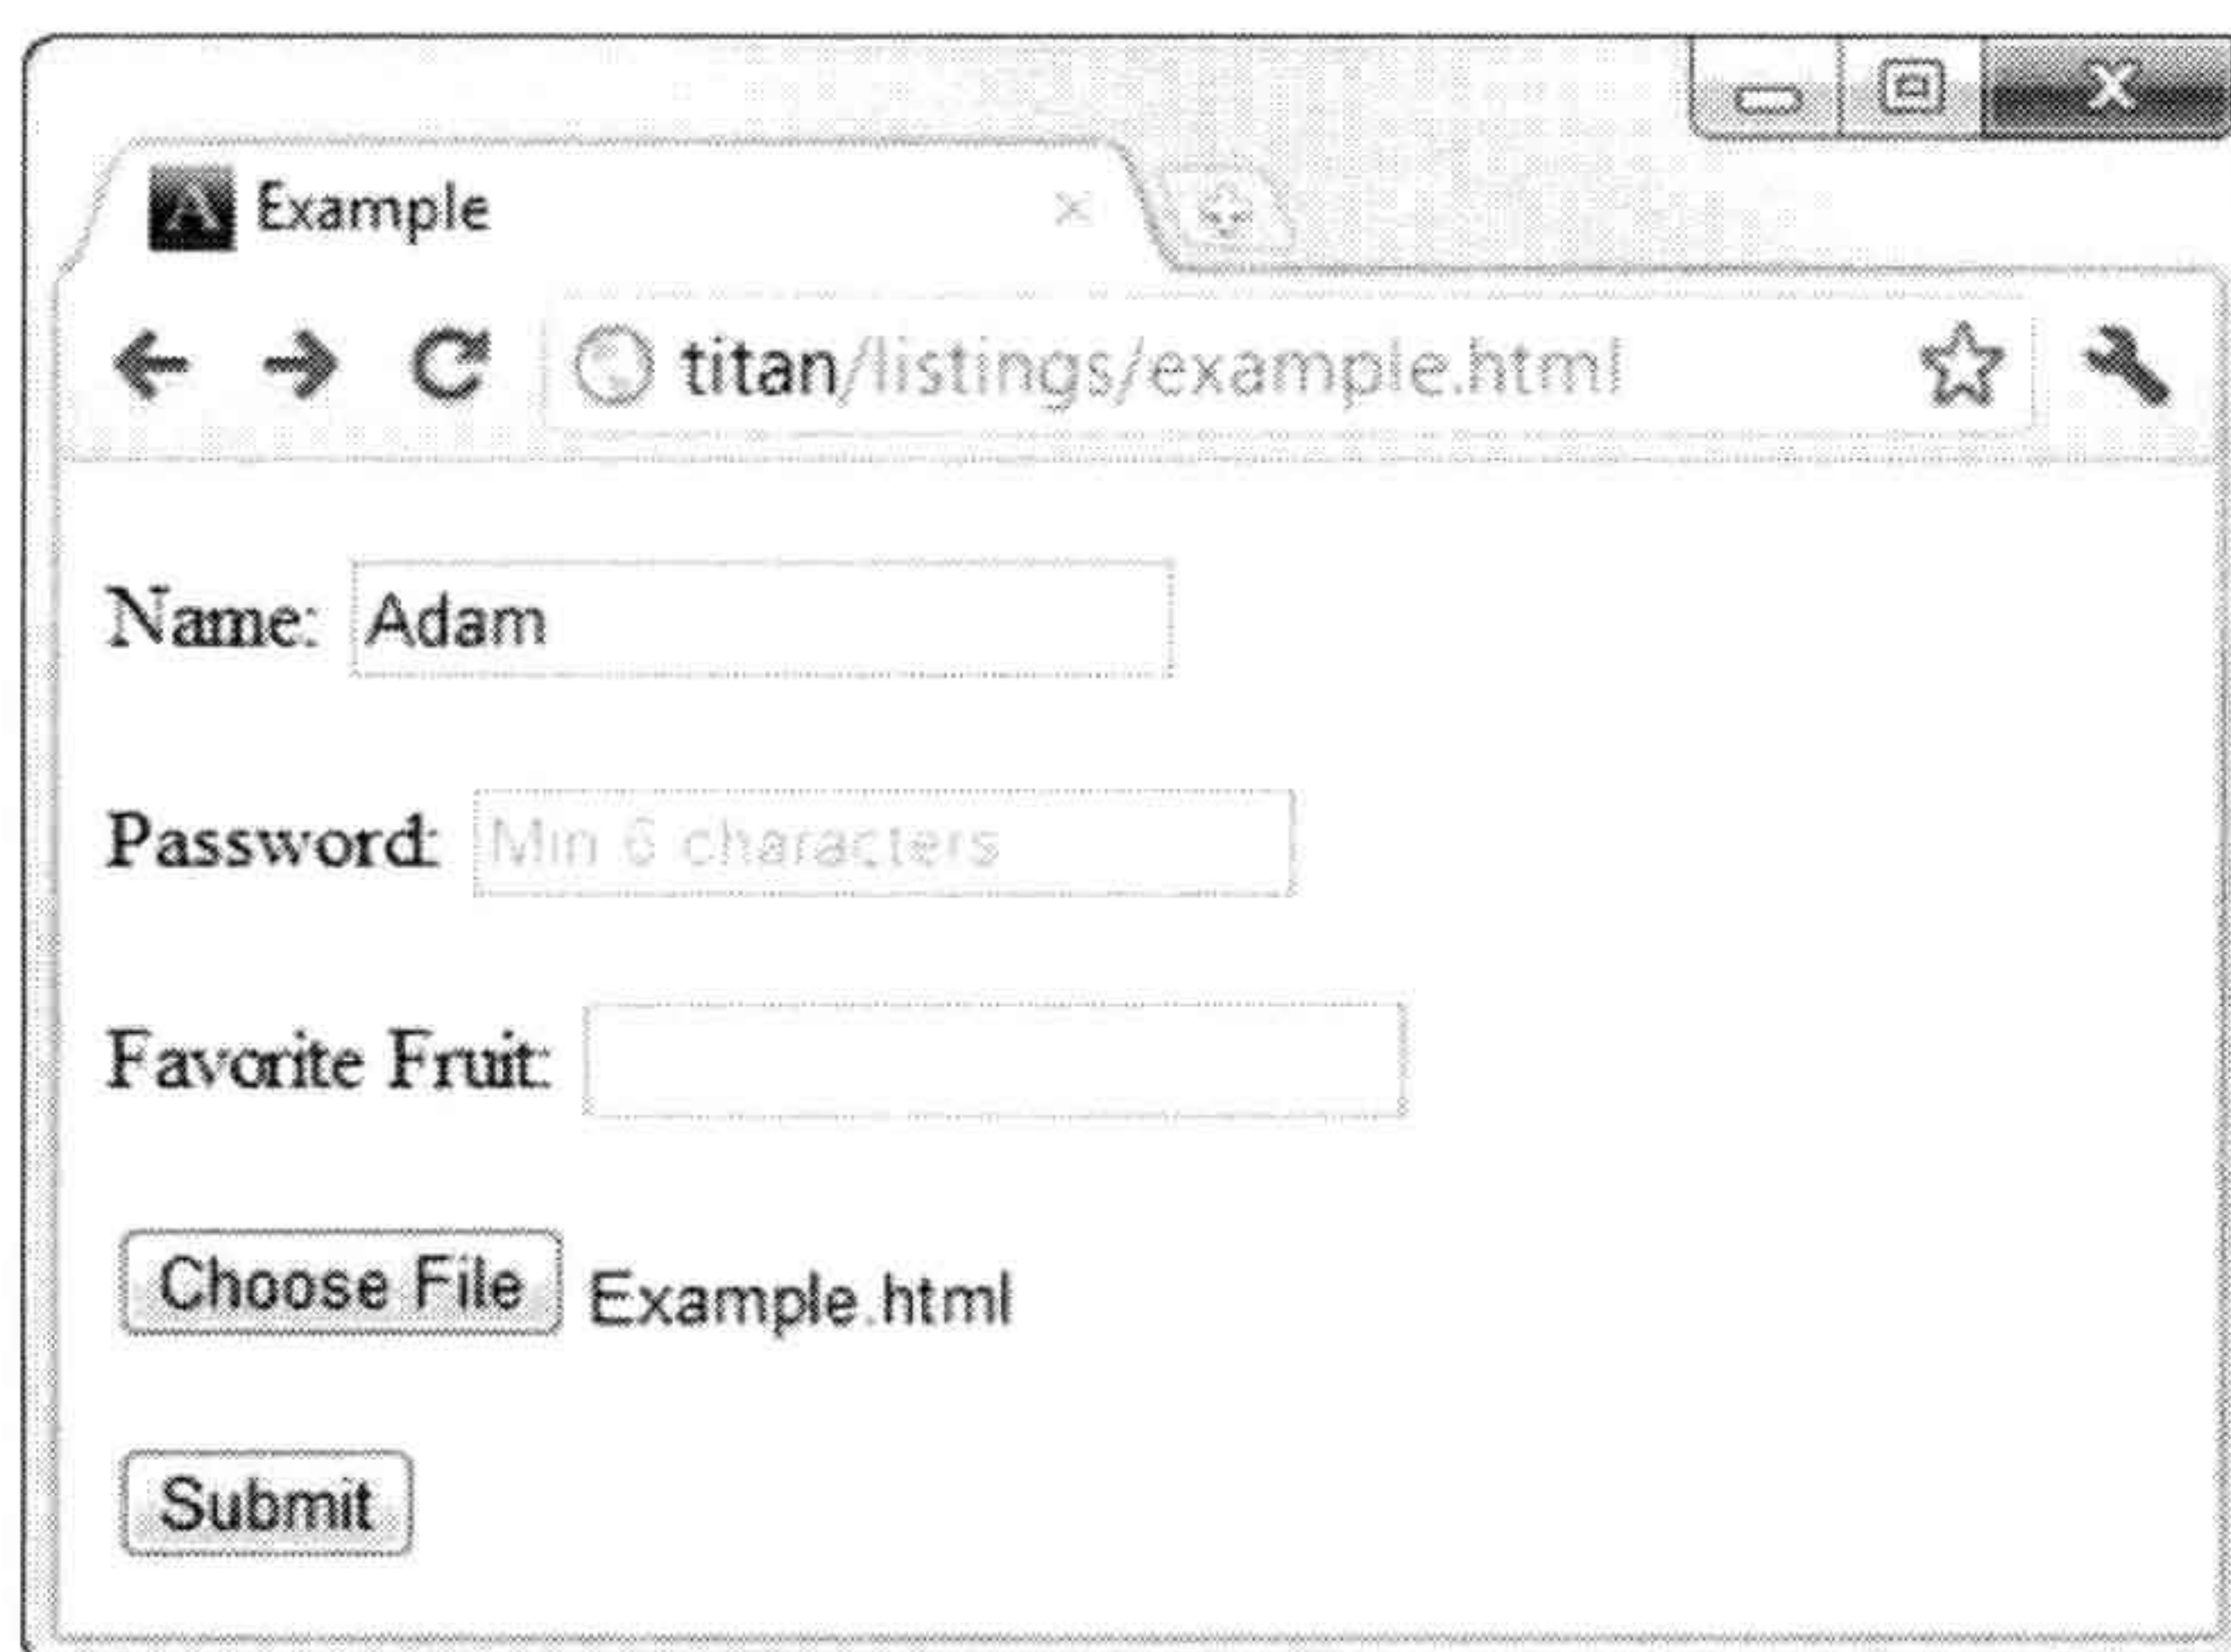 A Example
titan/listings/example.html
Name: Adam
Password: Min 6 characters
Favorite Fruit:
Choose File Example.html
Submit